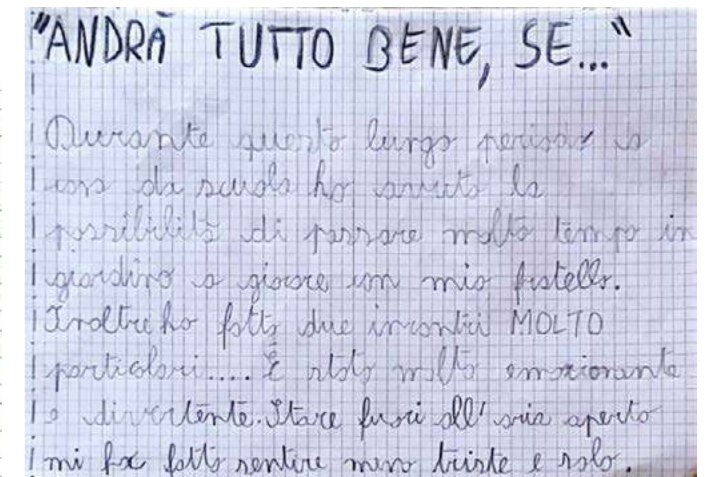 "ANDRÀ TUTTO BENE, SE..."
Durante questo lungo periodo a
casa da scuola ho avuto la
possibilità di passare molto tempo in
giardino a giocare con mio fratello.
Inoltre ho fatto due incontri MOLTO
particolari.... È stato molto emozionante
e divertente. Stare fuori all'aria aperta
mi ha fatto sentire meno triste e solo.